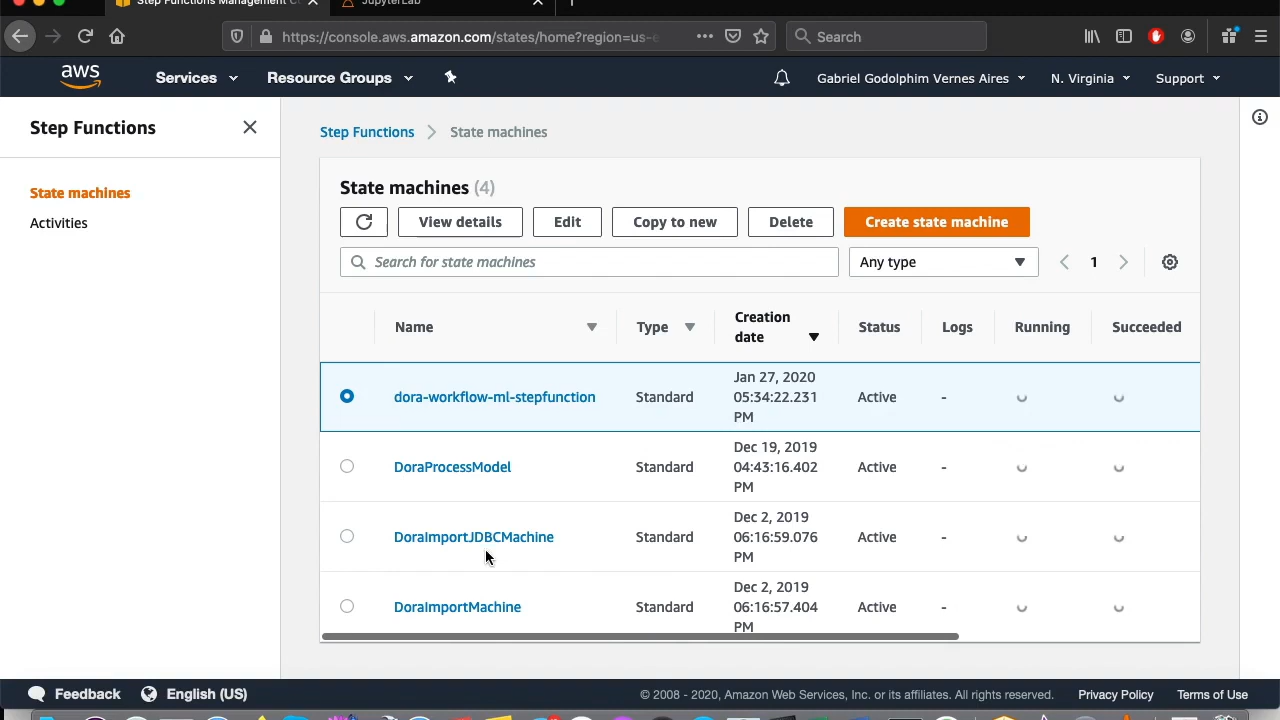 Step Functions Management C
JupyterLab
https://console.aws.amazon.com/states/home?region=us-e
Search
aws
Services
Resource Groups
Gabriel Godolphim Vernes Aires
N. Virginia
Support
Step Functions
State machines
Activities
Step Functions
State machines
State machines (4)
View details
Edit
Copy to new
Delete
Create state machine
Search for state machines
Any type
1
Name
Type
Creation
date
Status
Logs
Running
Succeeded
dora-workflow-ml-stepfunction
Standard
Jan 27, 2020
05:34:22.231
PM
Active
-
DoraProcessModel
Standard
Dec 19, 2019
04:43:16.402
PM
Active
-
DoraImportJDBCMachine
Standard
Dec 2, 2019
06:16:59.076
PM
Active
-
DoraImportMachine
Standard
Dec 2, 2019
06:16:57.404
PM
Active
-
Feedback
English (US)
© 2008 - 2020, Amazon Web Services, Inc. or its affiliates. All rights reserved.
Privacy Policy
Terms of Use